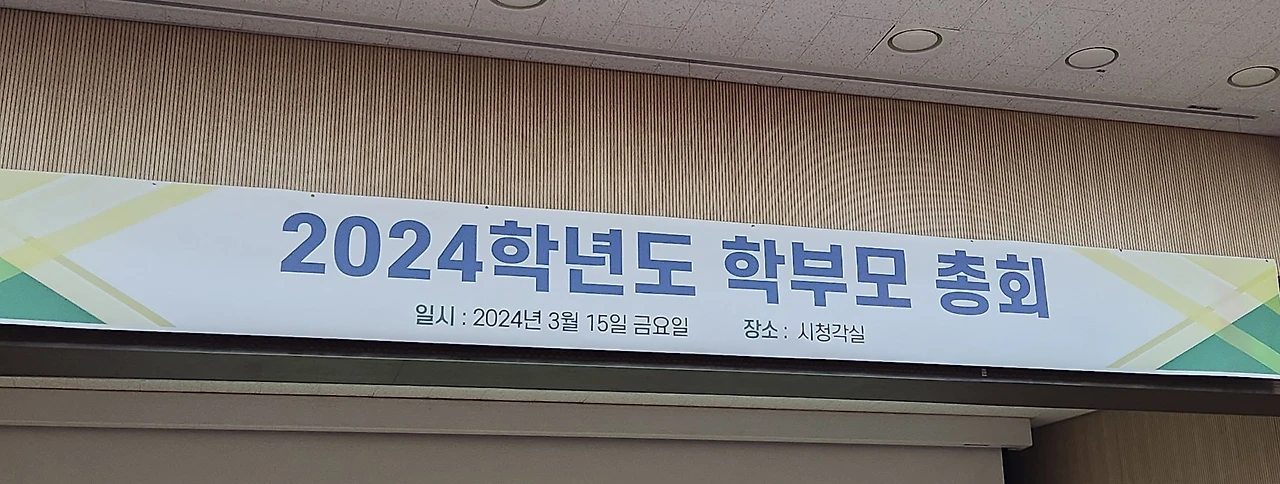 2024학년도 학부모 총회
일시 : 2024년 3월 15일 금요일 장소 : 시청각실